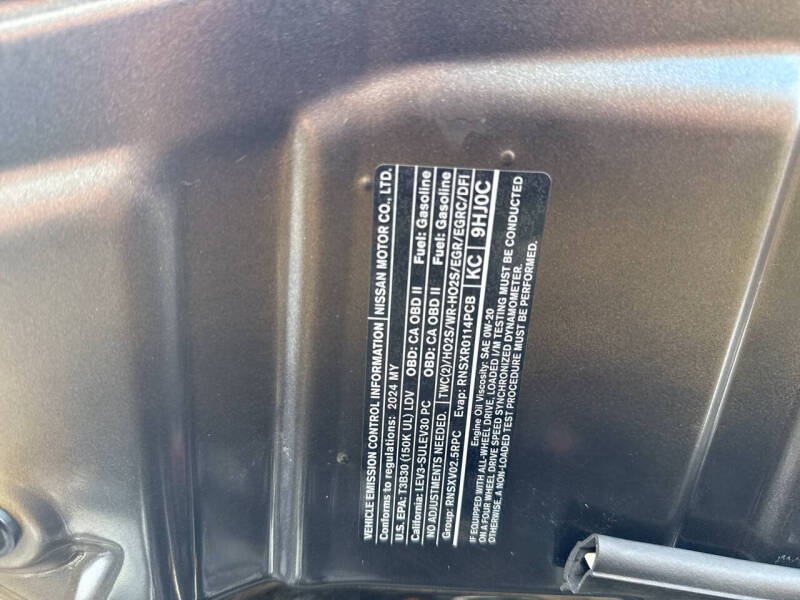 VEHICLE EMISSION CONTROL INFORMATION NISSAN MOTOR CO., LTD.
Conforms to regulations: 2024 MY
U.S. EPA: T3B30 (150K UL) LDV OBD: CA OBD II Fuel: Gasoline
California: LEV3-SULEV30 PC OBD: CA OBD II Fuel: Gasoline
NO ADJUSTMENTS NEEDED. TWC(2)/HO2S/WR-HO2S/EGR/EGRC/DFI
Group: RNSXV02.5RPC Evap: RNSXR0114PCB KC 9HJ0C
Engine Oil Viscosity: SAE 0W-20
IF EQUIPPED WITH ALL-WHEEL DRIVE, LOADED I/M TESTING MUST BE CONDUCTED
ON A FOUR WHEEL DRIVE SPEED SYNCHRONIZED DYNAMOMETER.
OTHERWISE, A NON-LOADED TEST PROCEDURE MUST BE PERFORMED.